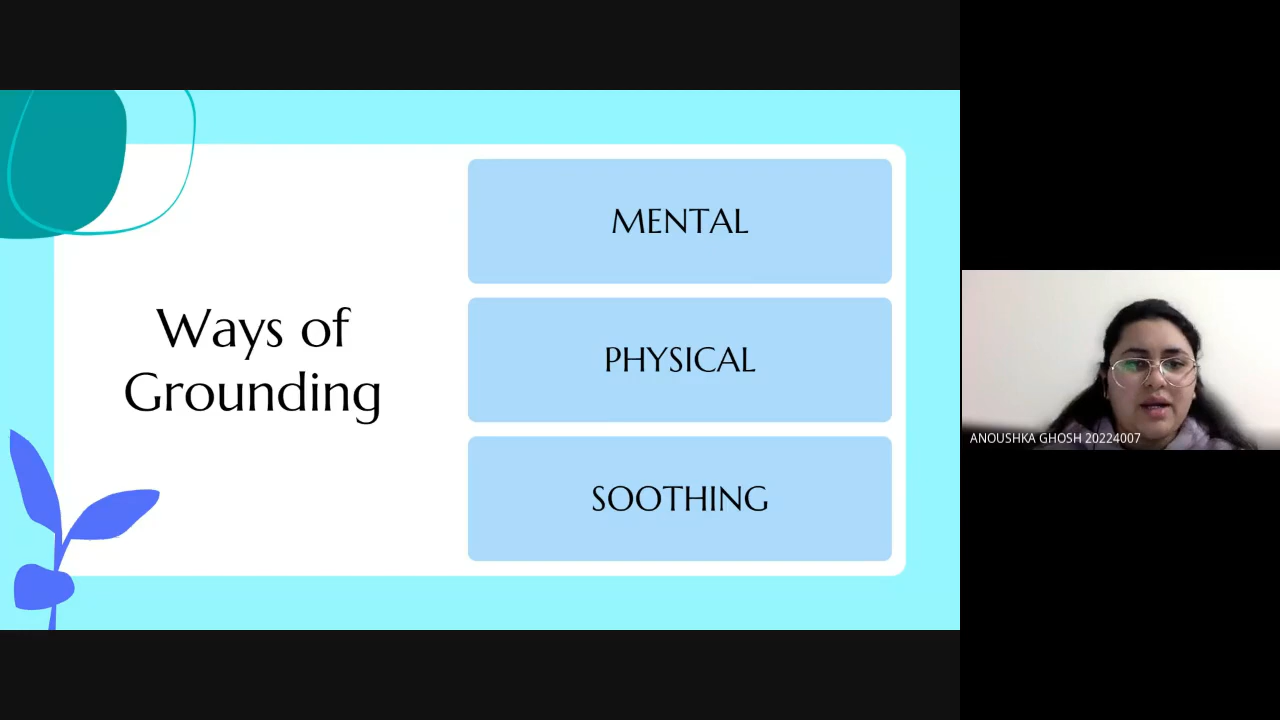 Ways of
Grounding
MENTAL
PHYSICAL
SOOTHING
ANOUSHKA GHOSH 20224007